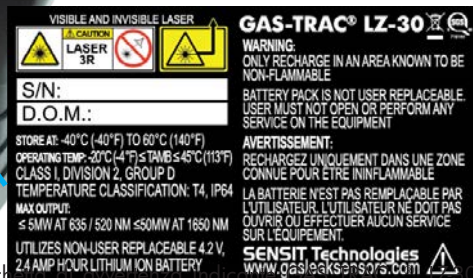 VISIBLE AND INVISIBLE LASER
CAUTION
LASER
3R
S/N:
D.O.M.:
STORE AT: -40°C (-40°F) TO 60°C (140°F)
OPERATING TEMP: -20°C (-4°F) ≤ TAMB ≤ 45°C (113°F)
CLASS I, DIVISION 2, GROUP D
TEMPERATURE CLASSIFICATION: T4, IP64
MAX OUTPUT:
≤ 5MW AT 635 / 520 NM ≤50MW AT 1650 NM
UTILIZES NON-USER REPLACEABLE 4.2 V,
2.4 AMP HOUR LITHIUM ION BATTERY
GAS-TRAC® LZ-30
WARNING:
ONLY RECHARGE IN AN AREA KNOWN TO BE
NON-FLAMMABLE
BATTERY PACK IS NOT USER REPLACEABLE.
USER MUST NOT OPEN OR PERFORM ANY
SERVICE ON THE EQUIPMENT
AVERTISSEMENT:
RECHARGEZ UNIQUEMENT DANS UNE ZONE
CONNUE POUR ÊTRE ININFLAMMABLE
LA BATTERIE N'EST PAS REMPLAÇABLE PAR
L'UTILISATEUR. L'UTILISATEUR NE DOIT PAS
OUVRIR OU EFFECTUER AUCUN SERVICE
SUR L'ÉQUIPEMENT.
SENSIT Technologies
www.gasleaksensors.com